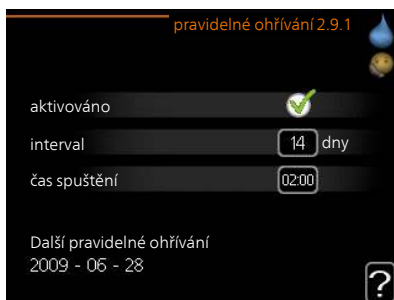 pravidelné ohřívání 2.9.1
aktivováno
interval 14 dny
čas spuštění 02:00
Další pravidelné ohřívání
2009 - 06 - 28
?